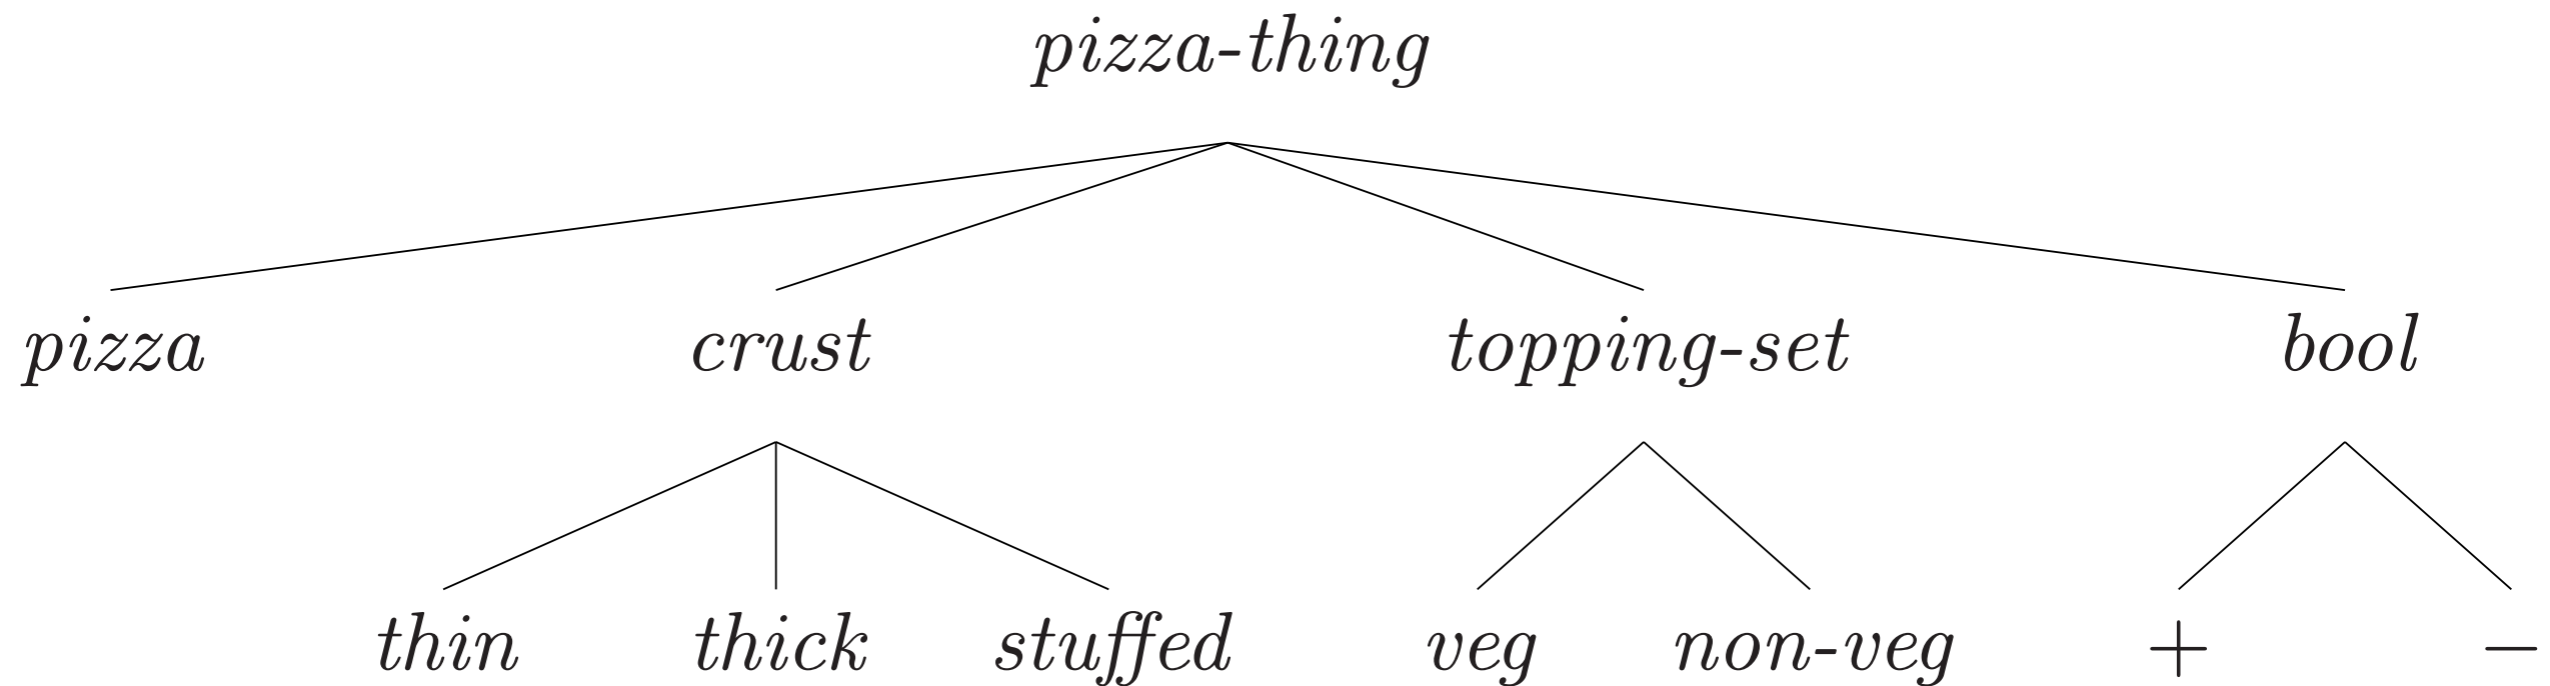 pizza-thing
pizza crust topping-set bool
thin thick stuffed veg non-veg + −